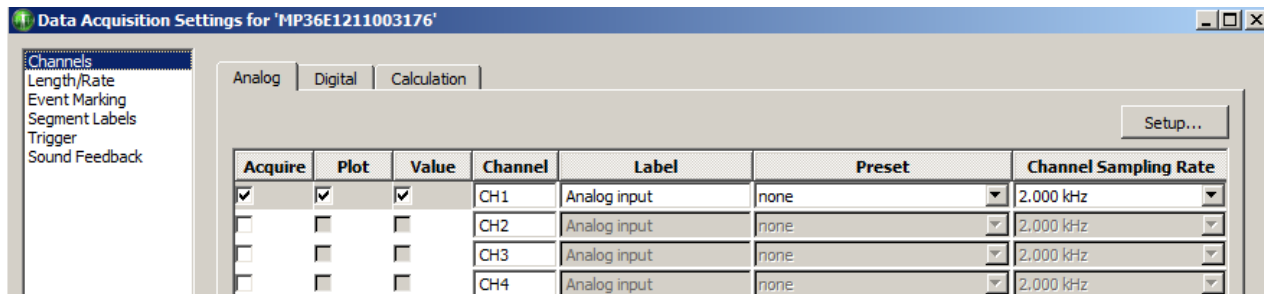 Data Acquisition Settings for 'MP36E1211003176'
Channels
Length/Rate
Event Marking
Segment Labels
Trigger
Sound Feedback
Analog Digital Calculation
Setup...
Acquire Plot Value Channel Label Preset Channel Sampling Rate
CH1 Analog input none 2.000 kHz
CH2 Analog input none 2.000 kHz
CH3 Analog input none 2.000 kHz
CH4 Analog input none 2.000 kHz